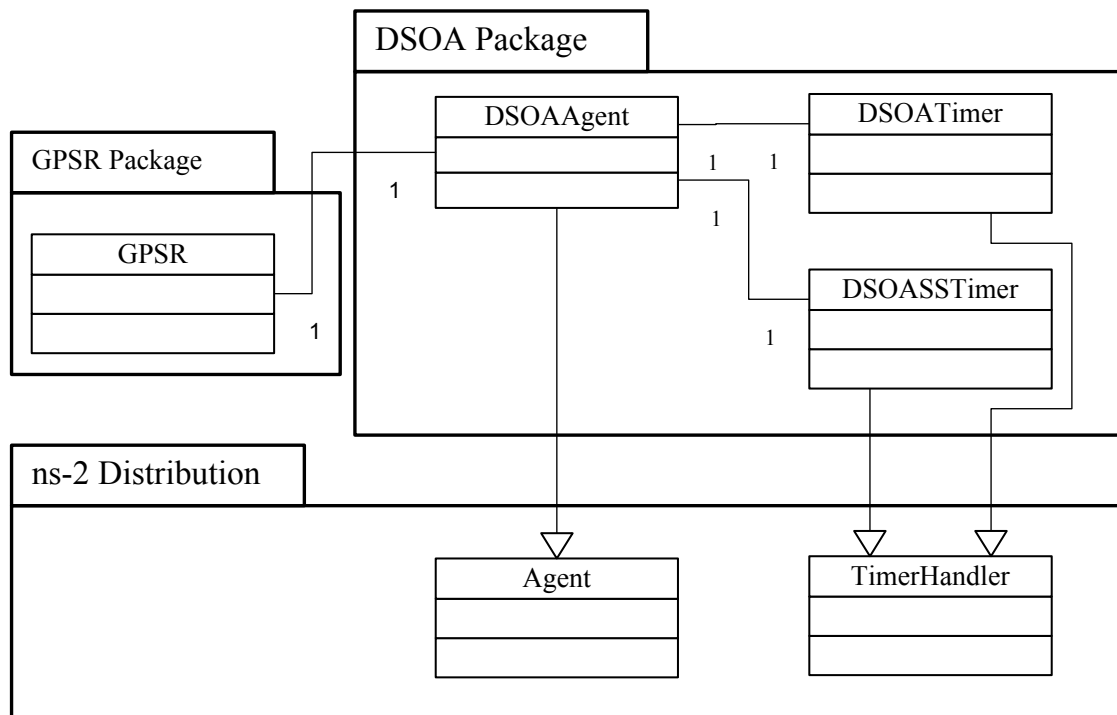 DSOA Package
DSOAAgent
DSOATimer
GPSR Package
1
1
1
1
GPSR
DSOASSTimer
1
1
ns-2 Distribution
Agent
TimerHandler